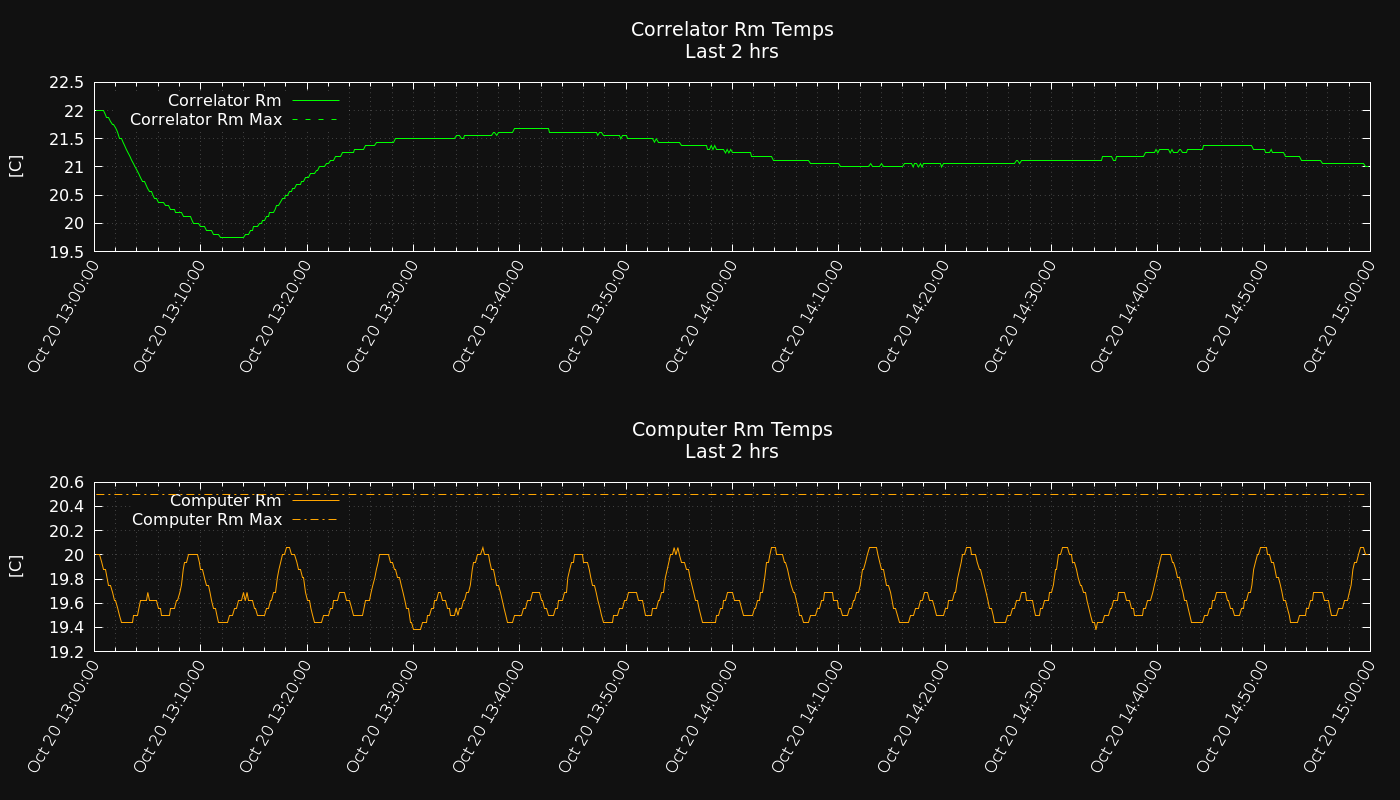 Correlator Rm Temps
Last 2 hrs
22.5
22
21.5
21
20.5
20
19.5
[C]
Correlator Rm
Correlator Rm Max
Oct 20 13:00:00
Oct 20 13:10:00
Oct 20 13:20:00
Oct 20 13:30:00
Oct 20 13:40:00
Oct 20 13:50:00
Oct 20 14:00:00
Oct 20 14:10:00
Oct 20 14:20:00
Oct 20 14:30:00
Oct 20 14:40:00
Oct 20 14:50:00
Oct 20 15:00:00
Computer Rm Temps
Last 2 hrs
20.6
20.4
20.2
20
19.8
19.6
19.4
19.2
[C]
Computer Rm
Computer Rm Max
Oct 20 13:00:00
Oct 20 13:10:00
Oct 20 13:20:00
Oct 20 13:30:00
Oct 20 13:40:00
Oct 20 13:50:00
Oct 20 14:00:00
Oct 20 14:10:00
Oct 20 14:20:00
Oct 20 14:30:00
Oct 20 14:40:00
Oct 20 14:50:00
Oct 20 15:00:00